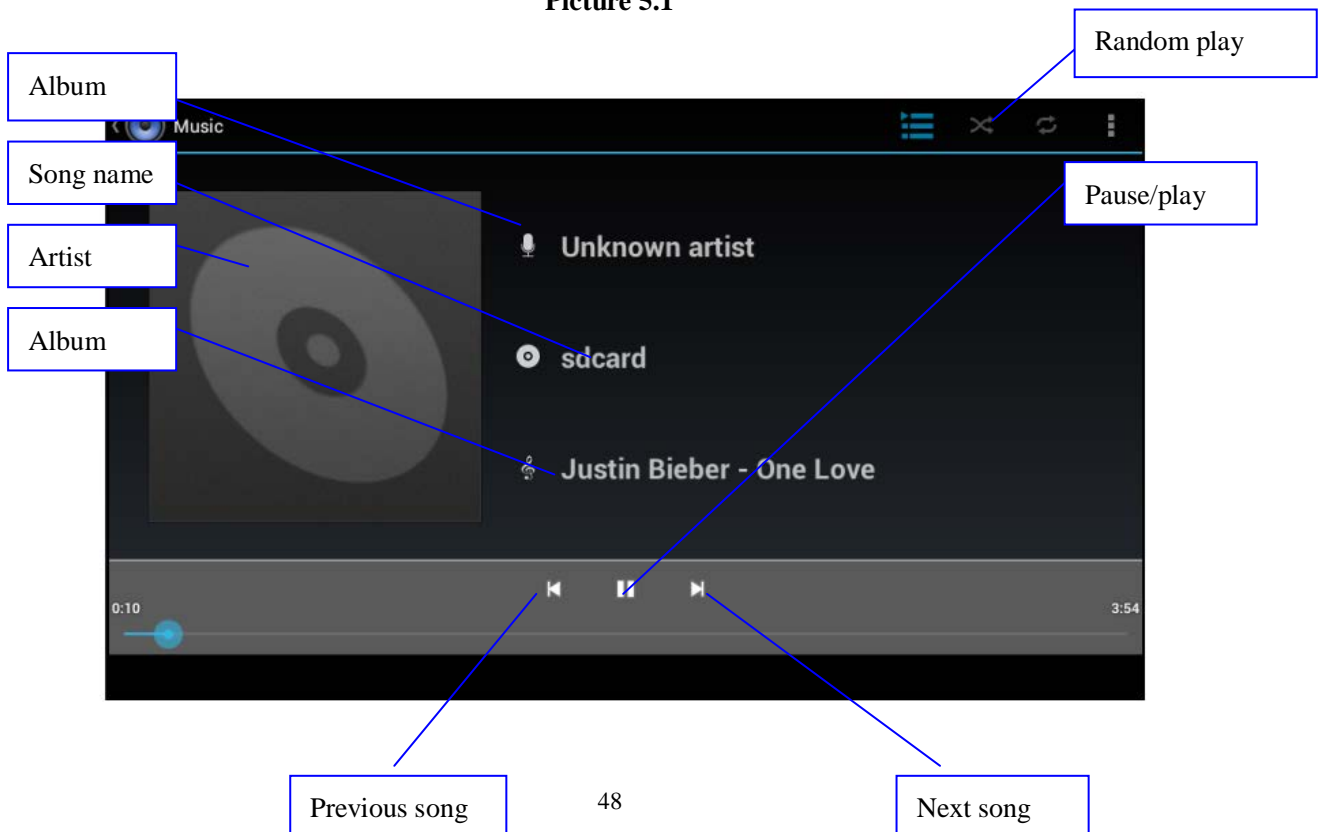 Picture 5.1
Random play
Album
Music
Song name
Pause/play
Unknown artist
Artist
Album
sdcard
Justin Bieber - One Love
0:10
3:54
Previous song
48
Next song